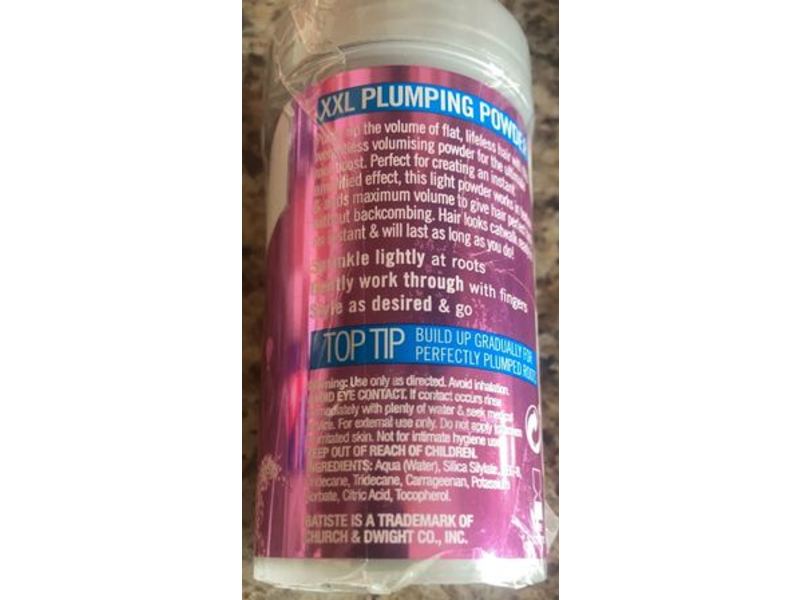 XXL PLUMPING POWDER
the volume of flat, lifeless hair with
volumising powder for the ultimate
boost. Perfect for creating an instant
effect, this light powder works in
maximum volume to give hair
backcombing. Hair looks catwalk
instant & will last as long as you do!
Sprinkle lightly at roots
Gently work through with fingers
Style as desired & go
TOP TIP
BUILD UP GRADUALLY FOR
PERFECTLY PLUMPED ROOTS
Warning: Use only as directed. Avoid inhalation.
AVOID EYE CONTACT. If contact occurs rinse
immediately with plenty of water & seek medical
advice. For external use only. Do not apply to
irritated skin. Not for intimate hygiene use.
KEEP OUT OF REACH OF CHILDREN.
INGREDIENTS: Aqua (Water), Silica Silylate,
Tridecane, Carrageenan, Potassium
Sorbate, Citric Acid, Tocopherol.
BATISTE IS A TRADEMARK OF
CHURCH & DWIGHT CO., INC.